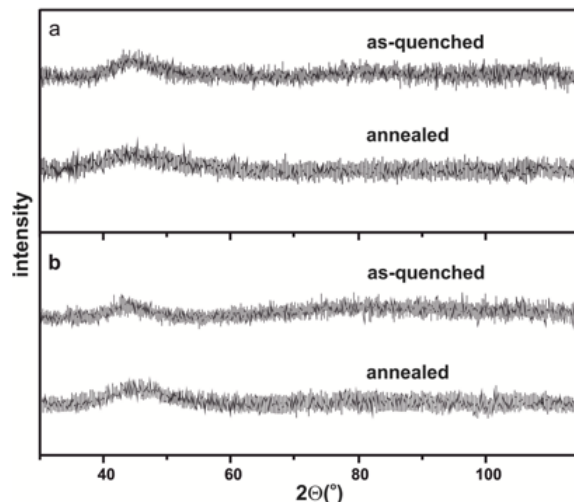 a
as-quenched
annealed
intensity
b
as-quenched
annealed
40 60 80 100
2Θ(°)